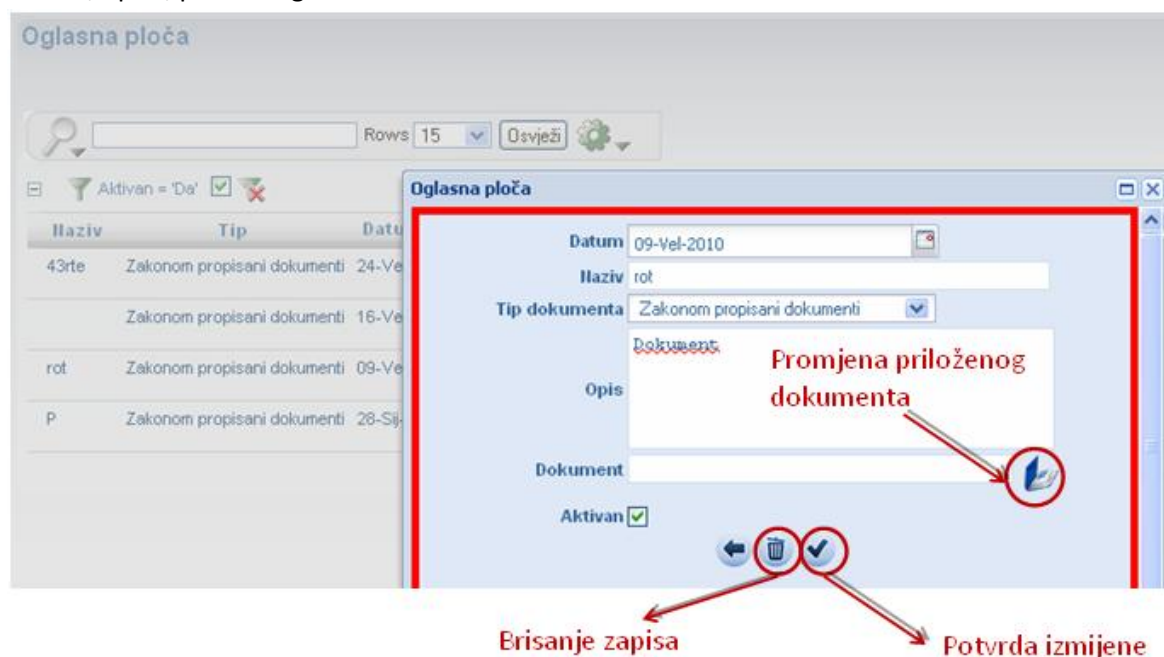 Oglasna ploča
Rows 15 Osvježi
Aktivan = 'Da'
Naziv Tip Datu
43rte Zakonom propisani dokumenti 24-Ve
Zakonom propisani dokumenti 16-Ve
rot Zakonom propisani dokumenti 09-Ve
P Zakonom propisani dokumenti 28-Sij-
Oglasna ploča
Datum 09-Vel-2010
Naziv rot
Tip dokumenta Zakonom propisani dokumenti
Opis Dokument
Promjena priloženog
dokumenta
Dokument
Aktivan
Brisanje zapisa
Potvrda izmijene